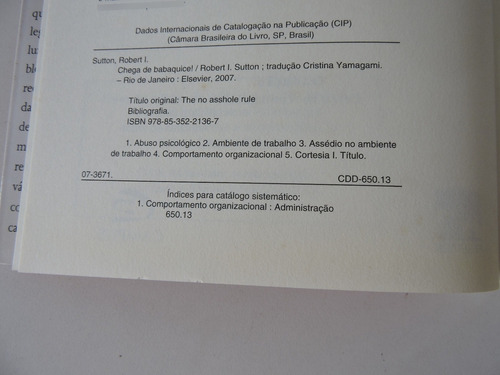 Dados Internacionais de Catalogação na Publicação (CIP)
(Câmara Brasileira do Livro, SP, Brasil)
Sutton, Robert I.
Chega de babaquice! / Robert I. Sutton ; tradução Cristina Yamagami.
– Rio de Janeiro : Elsevier, 2007.
Título original: The no asshole rule
Bibliografia.
ISBN 978-85-352-2136-7
1. Abuso psicológico 2. Ambiente de trabalho 3. Assédio no ambiente
de trabalho 4. Comportamento organizacional 5. Cortesia I. Título.
07-3671. CDD-650.13
Índices para catálogo sistemático:
1. Comportamento organizacional : Administração
650.13